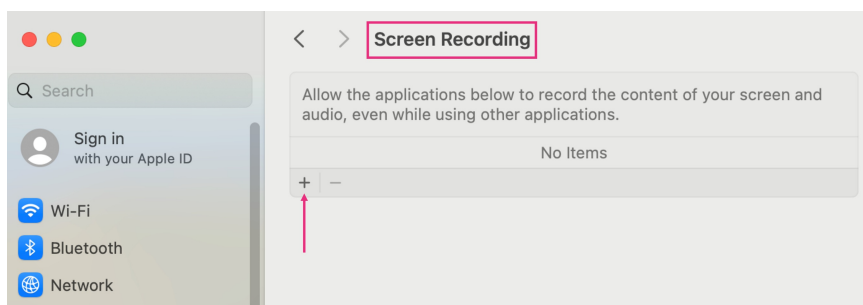 Screen Recording
Search
Sign in
with your Apple ID
Wi-Fi
Bluetooth
Network
Allow the applications below to record the content of your screen and
audio, even while using other applications.
No Items
+ −